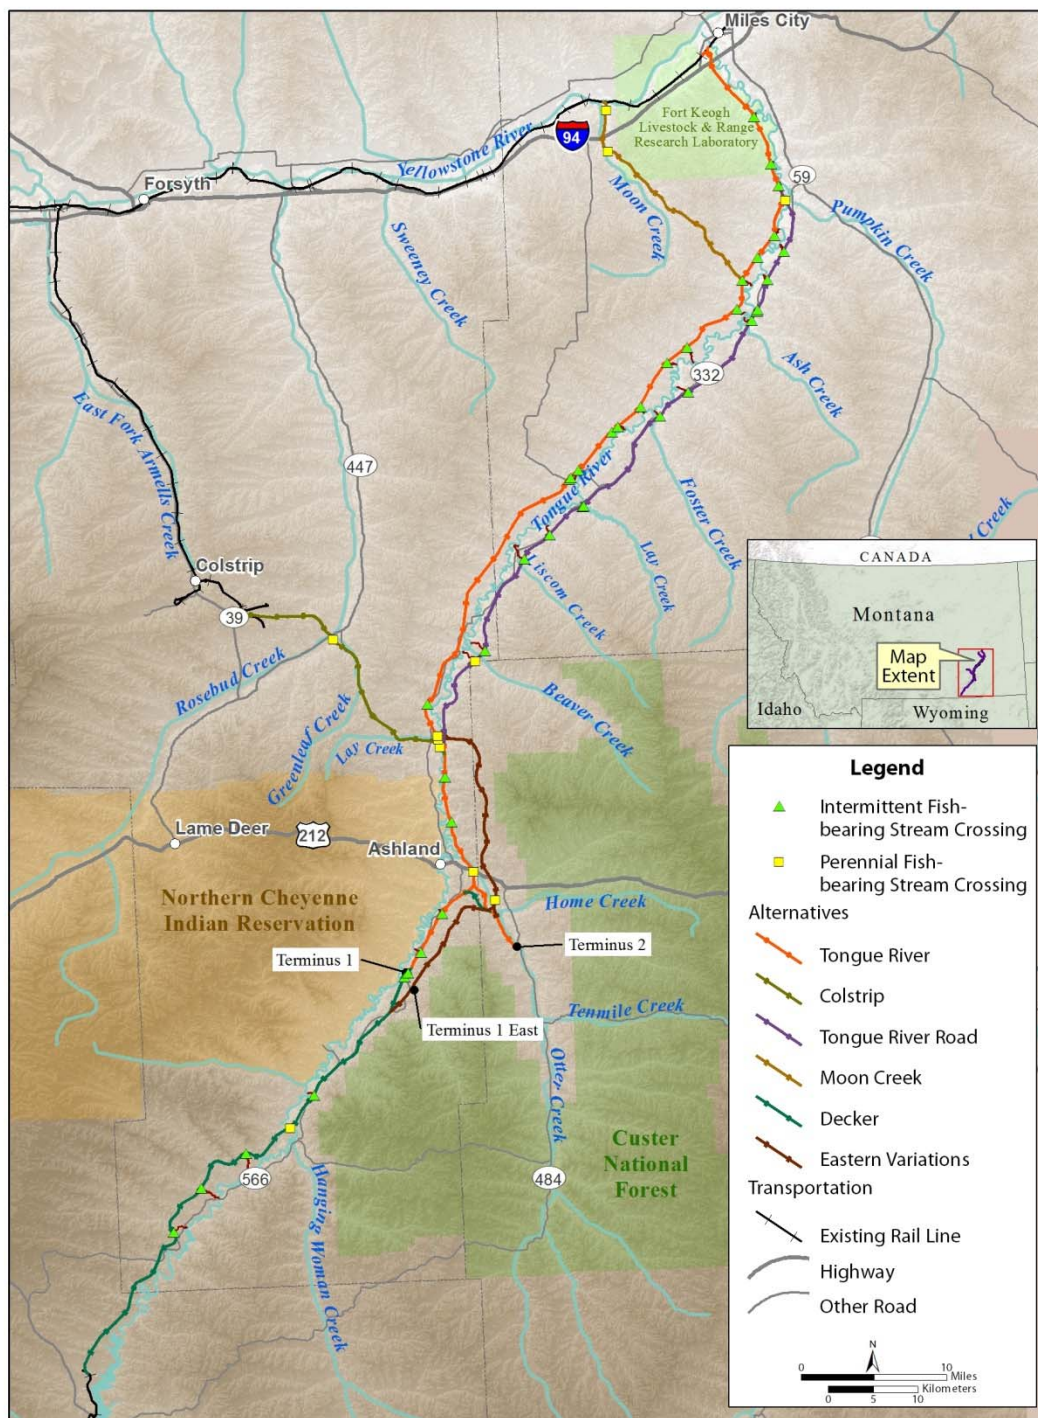 Miles City
Fort Keogh
Livestock & Range
Research Laboratory
94
Yellowstone River
Forsyth
59
Moon Creek
Pumpkin Creek
Sweeney Creek
Ash Creek
332
East Fork Armells Creek
447
Tongue River
Foster Creek
Lay Creek
Liscom Creek
Colstrip
39
Rosebud Creek
Beaver Creek
Greenleaf Creek
Lay Creek
Lame Deer
212
Ashland
Northern Cheyenne
Indian Reservation
Home Creek
Terminus 1
Terminus 2
Terminus 1 East
Tenmile Creek
Otter Creek
Custer
National
Forest
566
484
Hanging Woman Creek
CANADA
Montana
Map
Extent
Idaho
Wyoming
Legend
Intermittent Fish-
bearing Stream Crossing
Perennial Fish-
bearing Stream Crossing
Alternatives
Tongue River
Colstrip
Tongue River Road
Moon Creek
Decker
Eastern Variations
Transportation
Existing Rail Line
Highway
Other Road
N
0 10
Miles
Kilometers
0 5 10